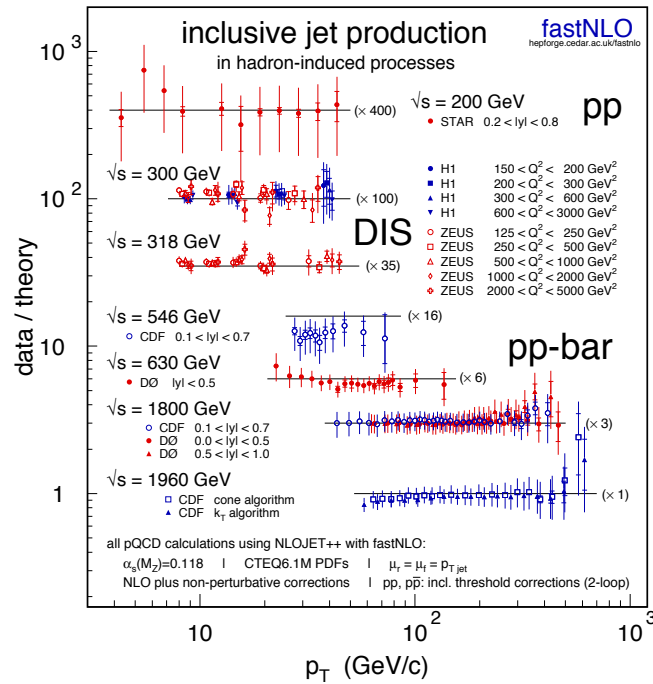 inclusive jet production
in hadron-induced processes
fastNLO
hepforge.cedar.ac.uk/fastnlo
√s = 200 GeV
pp
STAR 0.2 < lyl < 0.8
(× 400)
√s = 300 GeV
(× 100)
DIS
H1 150 < Q² < 200 GeV²
H1 200 < Q² < 300 GeV²
H1 300 < Q² < 600 GeV²
H1 600 < Q² < 3000 GeV²
ZEUS 125 < Q² < 250 GeV²
ZEUS 250 < Q² < 500 GeV²
ZEUS 500 < Q² < 1000 GeV²
ZEUS 1000 < Q² < 2000 GeV²
ZEUS 2000 < Q² < 5000 GeV²
√s = 318 GeV
(× 35)
√s = 546 GeV
CDF 0.1 < lyl < 0.7
(× 16)
pp-bar
√s = 630 GeV
DØ lyl < 0.5
(× 6)
√s = 1800 GeV
CDF 0.1 < lyl < 0.7
DØ 0.0 < lyl < 0.5
DØ 0.5 < lyl < 1.0
(× 3)
√s = 1960 GeV
CDF cone algorithm
CDF k_T algorithm
(× 1)
all pQCD calculations using NLOJET++ with fastNLO:
α_s(M_Z)=0.118 l CTEQ6.1M PDFs l μ_r = μ_f = p_T jet
NLO plus non-perturbative corrections l pp, pp̅: incl. threshold corrections (2-loop)
data / theory
10³
10²
10
1
10
10²
10³
p_T (GeV/c)